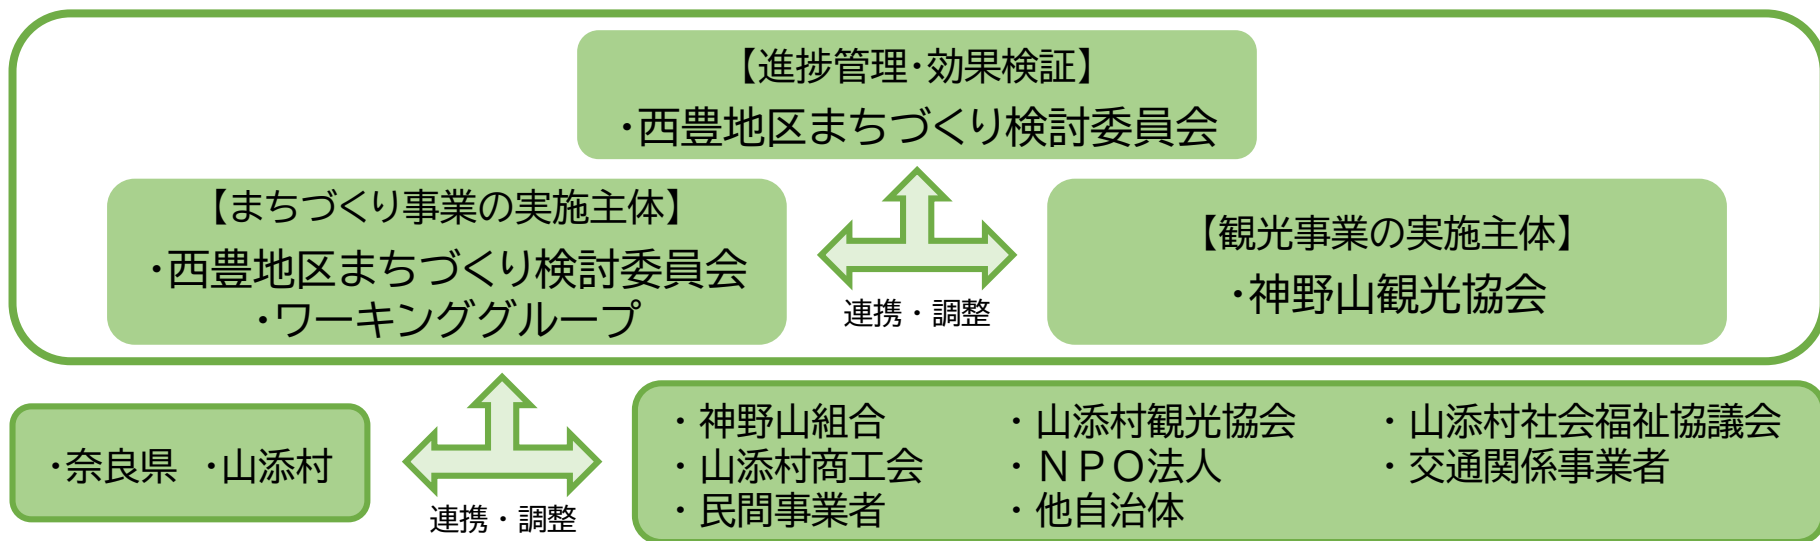 【進捗管理・効果検証】
・西豊地区まちづくり検討委員会
【まちづくり事業の実施主体】
・西豊地区まちづくり検討委員会
・ワーキンググループ
連携・調整
【観光事業の実施主体】
・神野山観光協会
・奈良県 ・山添村
連携・調整
・神野山組合 ・山添村観光協会 ・山添村社会福祉協議会
・山添村商工会 ・ＮＰＯ法人 ・交通関係事業者
・民間事業者 ・他自治体